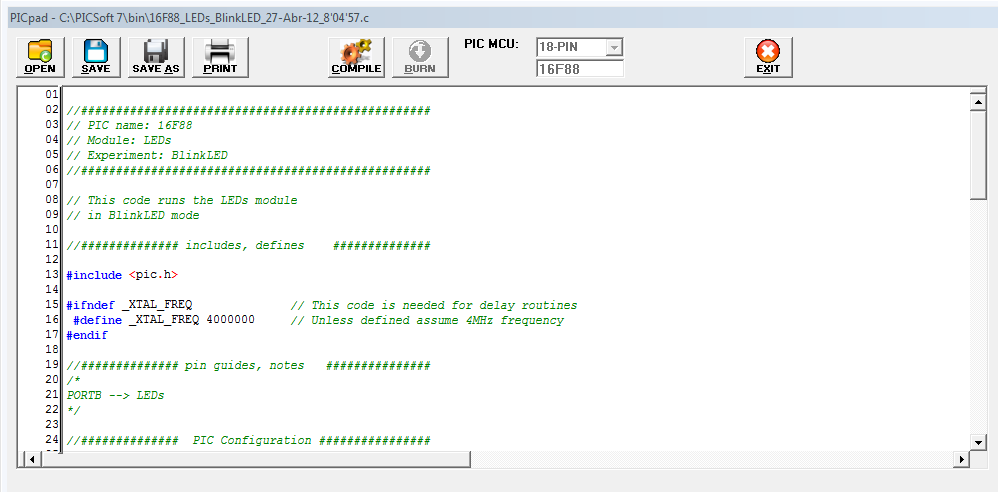 PICpad - C:\PICSoft 7\bin\16F88_LEDs_BlinkLED_27-Abr-12_8'04'57.c
OPEN SAVE SAVE AS PRINT COMPILE BURN PIC MCU: 18-PIN EXIT
16F88
01
02 //##################################################
03 // PIC name: 16F88
04 // Module: LEDs
05 // Experiment: BlinkLED
06 //##################################################
07
08 // This code runs the LEDs module
09 // in BlinkLED mode
10
11 //############## includes, defines    ##############
12
13 #include <pic.h>
14
15 #ifndef _XTAL_FREQ              // This code is needed for delay routines
16  #define _XTAL_FREQ 4000000     // Unless defined assume 4MHz frequency
17 #endif
18
19 //############## pin guides, notes   ###############
20 /*
21 PORTB --> LEDs
22 */
23
24 //##############  PIC Configuration ################